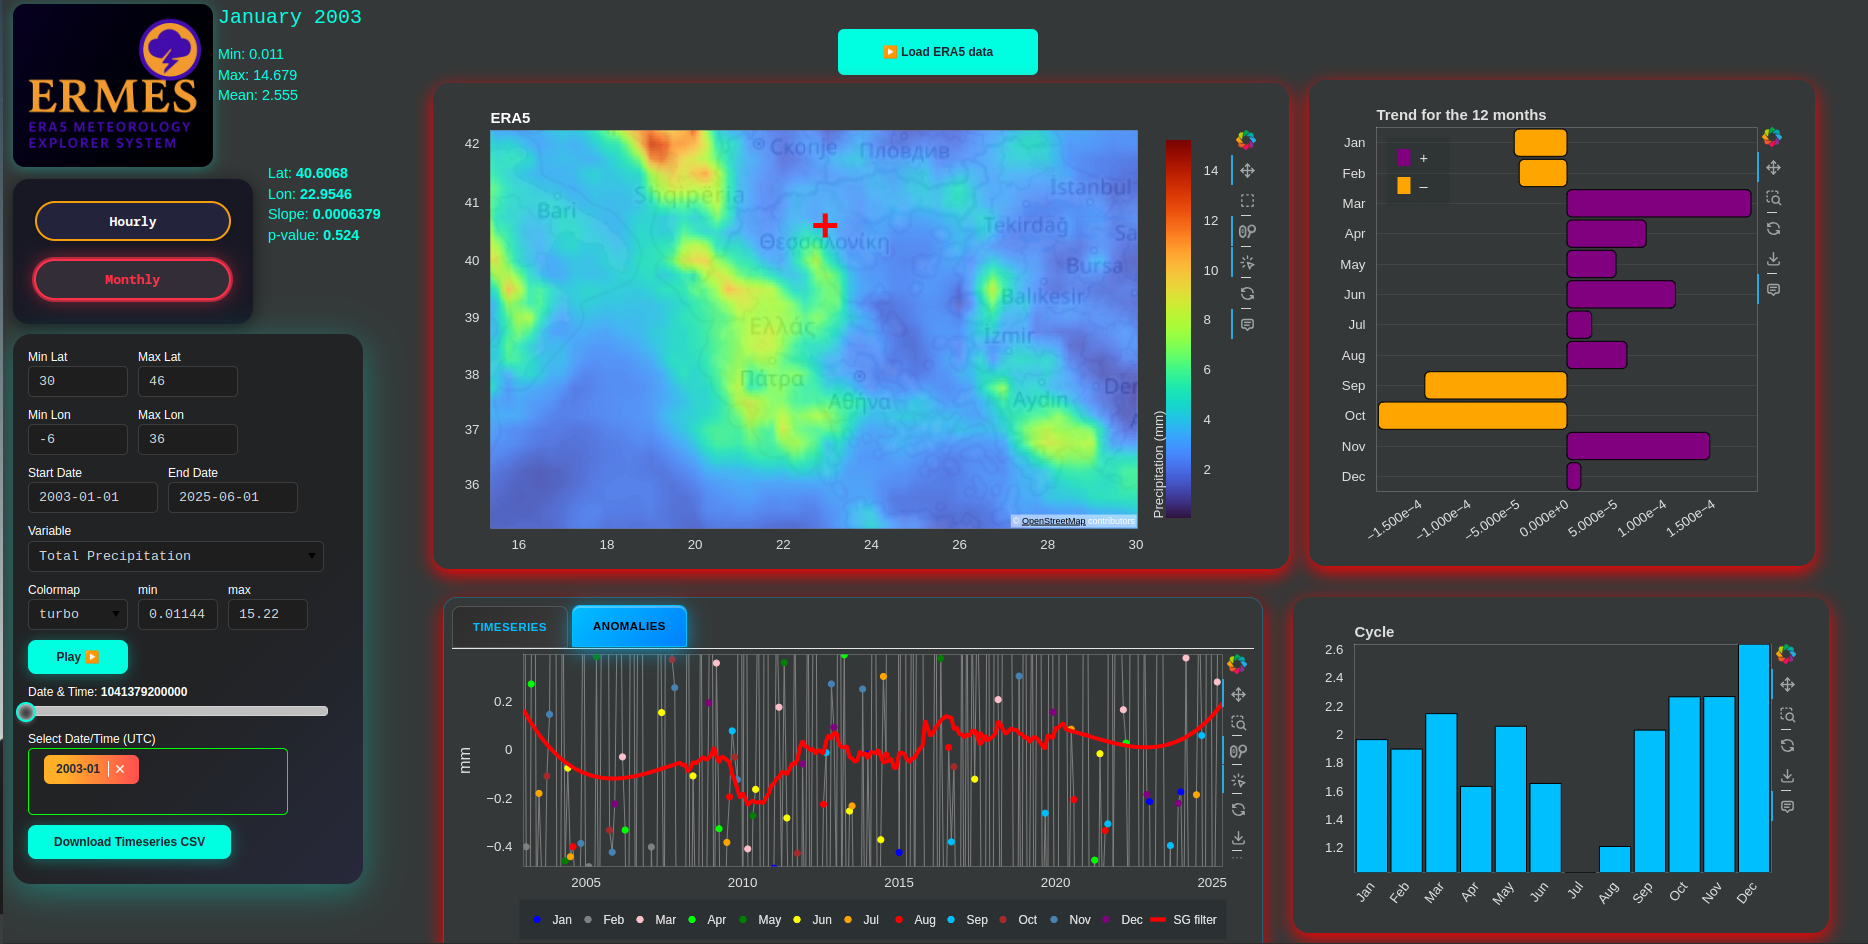 January 2003
Min: 0.011
Max: 14.679
Mean: 2.555
ERMES
ERA5 METEOROLOGY
EXPLORER SYSTEM
Lat: 40.6068
Lon: 22.9546
Slope: 0.0006379
p-value: 0.524
Hourly
Monthly
Min Lat Max Lat
30 46
Min Lon Max Lon
-6 36
Start Date End Date
2003-01-01 2025-06-01
Variable
Total Precipitation
Colormap min max
turbo 0.01144 15.22
Play
Date & Time: 1041379200000
Select Date/Time (UTC)
2003-01 ×
Download Timeseries CSV
Load ERA5 data
ERA5
42
41
40
39
38
37
36
16 18 20 22 24 26 28 30
Скопје
Пловдив
Shqipëria
İstanbul
Bari
Tekirdağ
Sa
Θεσσαλονίκη
Bursa
Balıkesir
Ελλάς
İzmir
Πάτρα
Den
Αθήνα
Aydın
© OpenStreetMap contributors
Precipitation (mm)
14
12
10
8
6
4
2
Trend for the 12 months
+
–
Jan
Feb
Mar
Apr
May
Jun
Jul
Aug
Sep
Oct
Nov
Dec
−1.500e−4 −1.000e−4 −5.000e−5 0.000e+0 5.000e−5 1.000e−4 1.500e−4
TIMESERIES ANOMALIES
mm
0.2
0
−0.2
−0.4
2005 2010 2015 2020 2025
Jan Feb Mar Apr May Jun Jul Aug Sep Oct Nov Dec SG filter
Cycle
2.6
2.4
2.2
2
1.8
1.6
1.4
1.2
Jan Feb Mar Apr May Jun Jul Aug Sep Oct Nov Dec